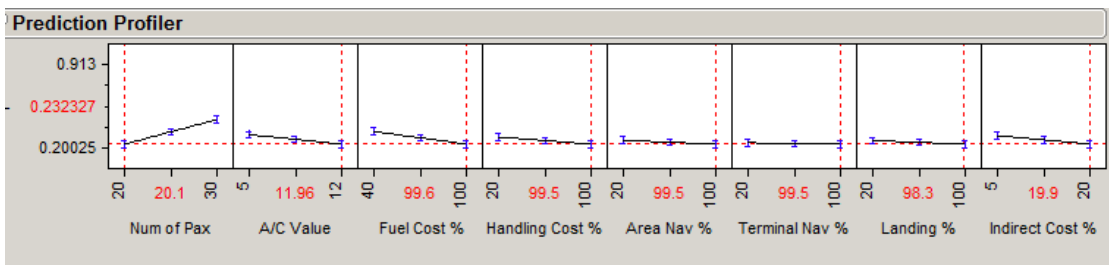 Prediction Profiler
0.913
0.232327
0.20025
20 20.1 30 5 11.96 12 40 99.6 100 20 99.5 100 20 99.5 100 20 99.5 100 20 98.3 100 5 19.9 20
Num of Pax A/C Value Fuel Cost % Handling Cost % Area Nav % Terminal Nav % Landing % Indirect Cost %